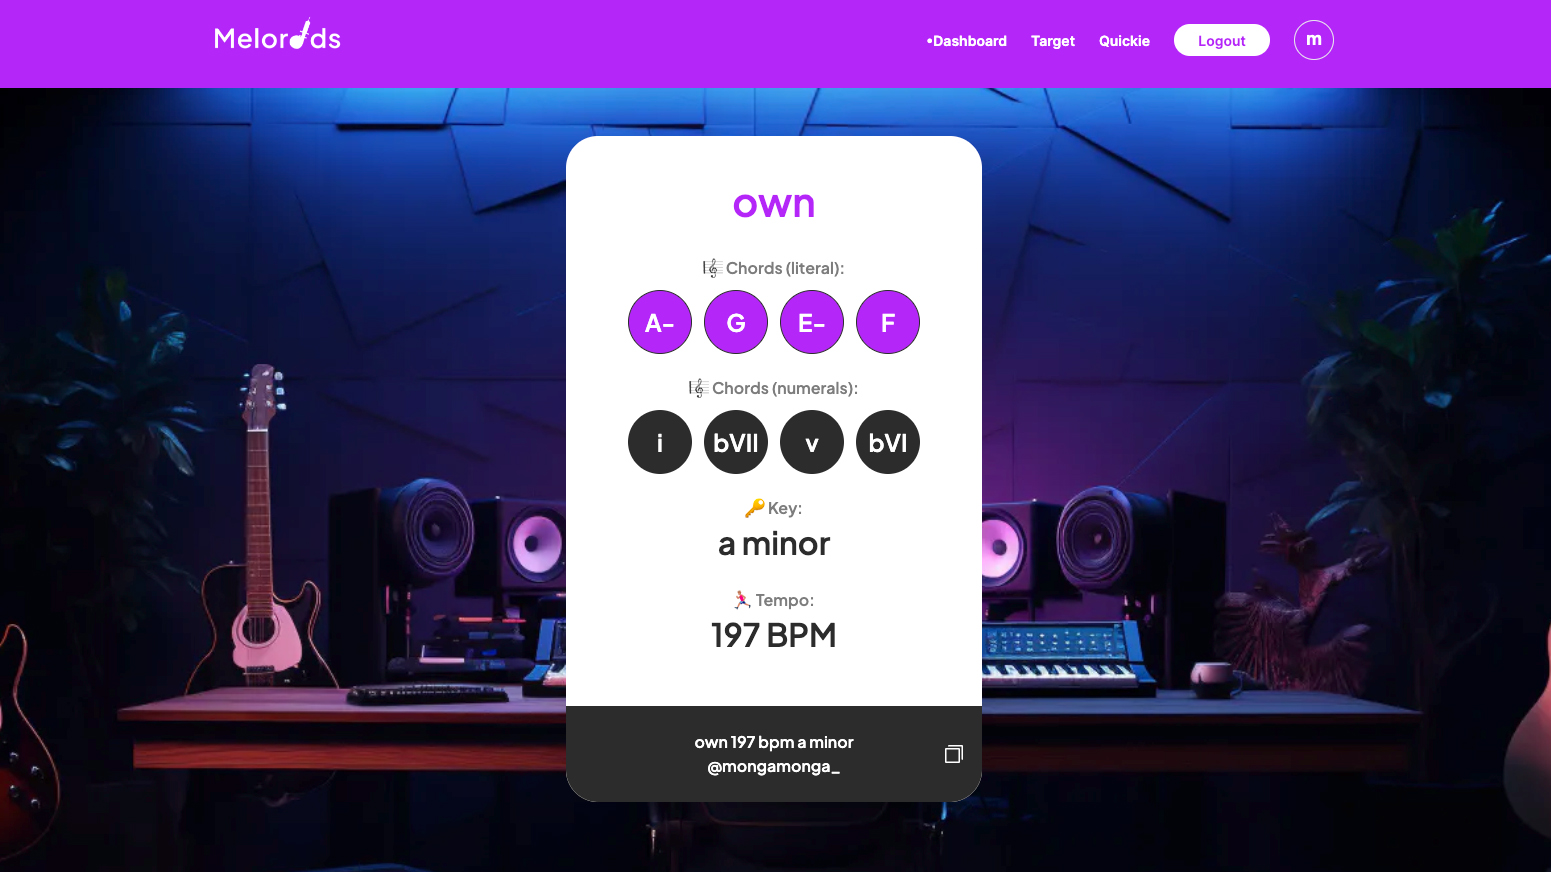 Melorods
•Dashboard Target Quickie Logout m
own
Chords (literal):
A- G E- F
Chords (numerals):
i bVII v bVI
Key:
a minor
Tempo:
197 BPM
own 197 bpm a minor
@mongamonga_